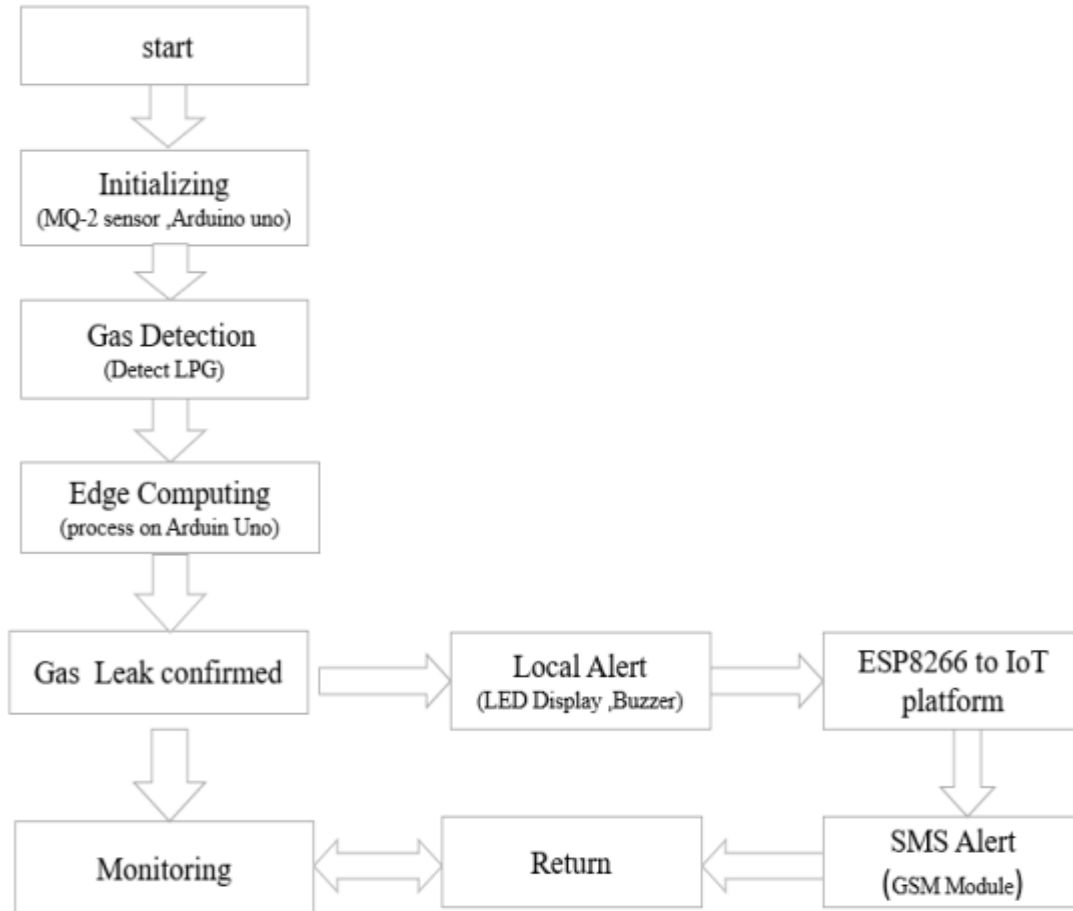 start
Initializing
(MQ-2 sensor ,Arduino uno)
Gas Detection
(Detect LPG)
Edge Computing
(process on Arduin Uno)
Gas Leak confirmed
Local Alert
(LED Display ,Buzzer)
ESP8266 to IoT
platform
Monitoring
Return
SMS Alert
(GSM Module)